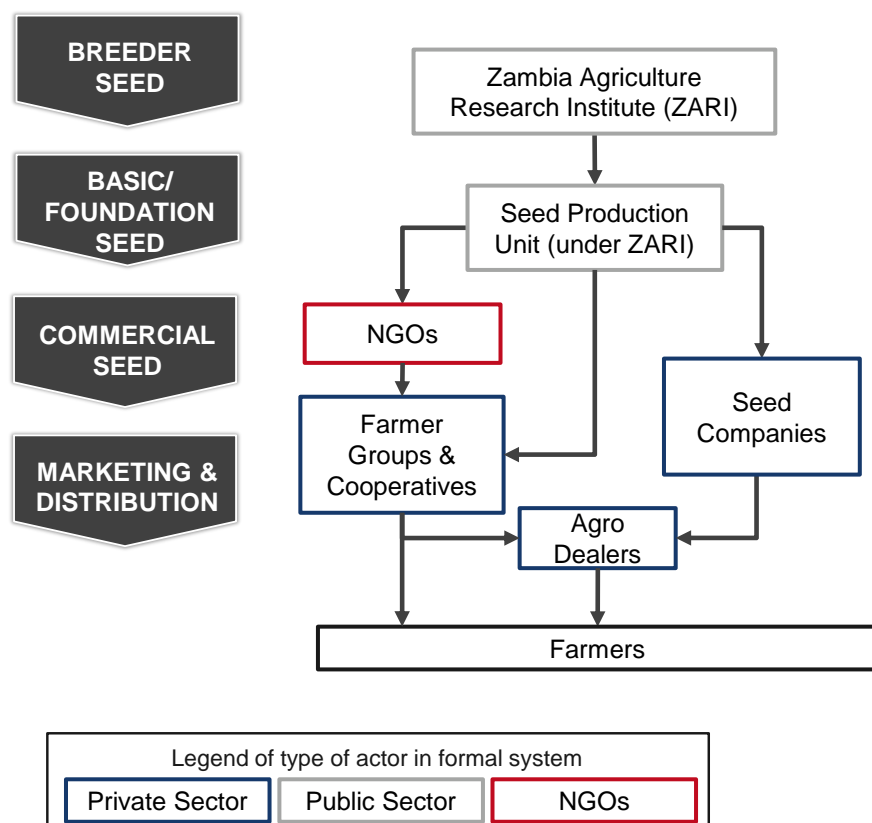 BREEDER
SEED
Zambia Agriculture
Research Institute (ZARI)
BASIC/
FOUNDATION
SEED
Seed Production
Unit (under ZARI)
COMMERCIAL
SEED
NGOs
Farmer
Groups &
Cooperatives
Seed
Companies
MARKETING &
DISTRIBUTION
Agro
Dealers
Farmers
Legend of type of actor in formal system
Private Sector
Public Sector
NGOs